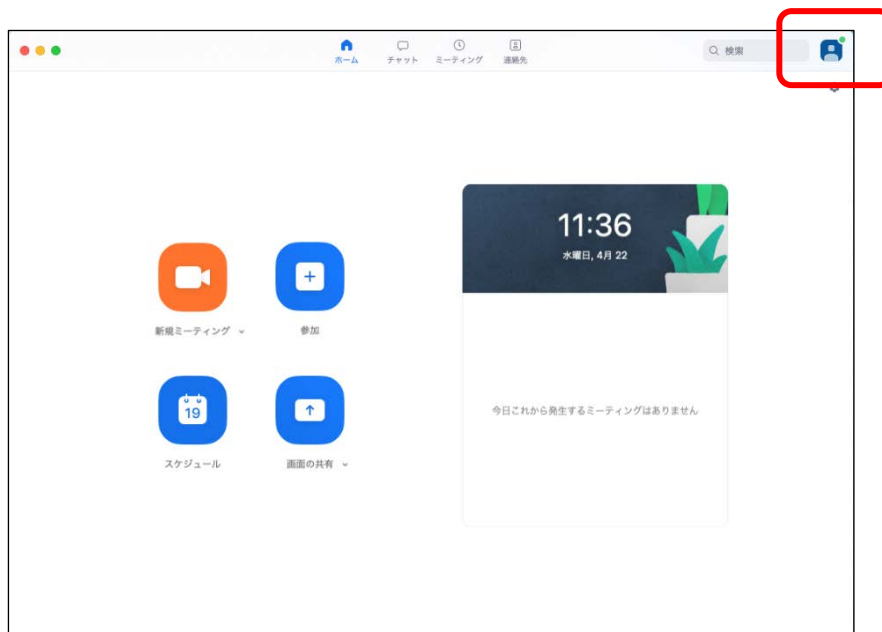 ホーム
チャット
ミーティング
連絡先
検索
11:36
水曜日, 4月 22
新規ミーティング
参加
19
スケジュール
画面の共有
今日これから発生するミーティングはありません